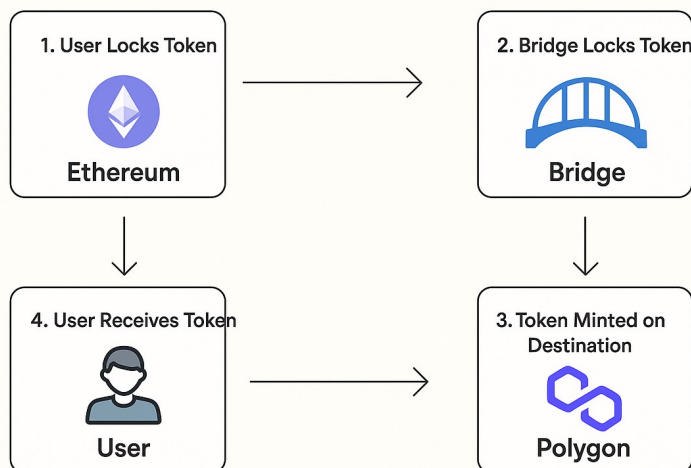 1. User Locks Token
Ethereum
2. Bridge Locks Token
Bridge
4. User Receives Token
User
3. Token Minted on
Destination
Polygon